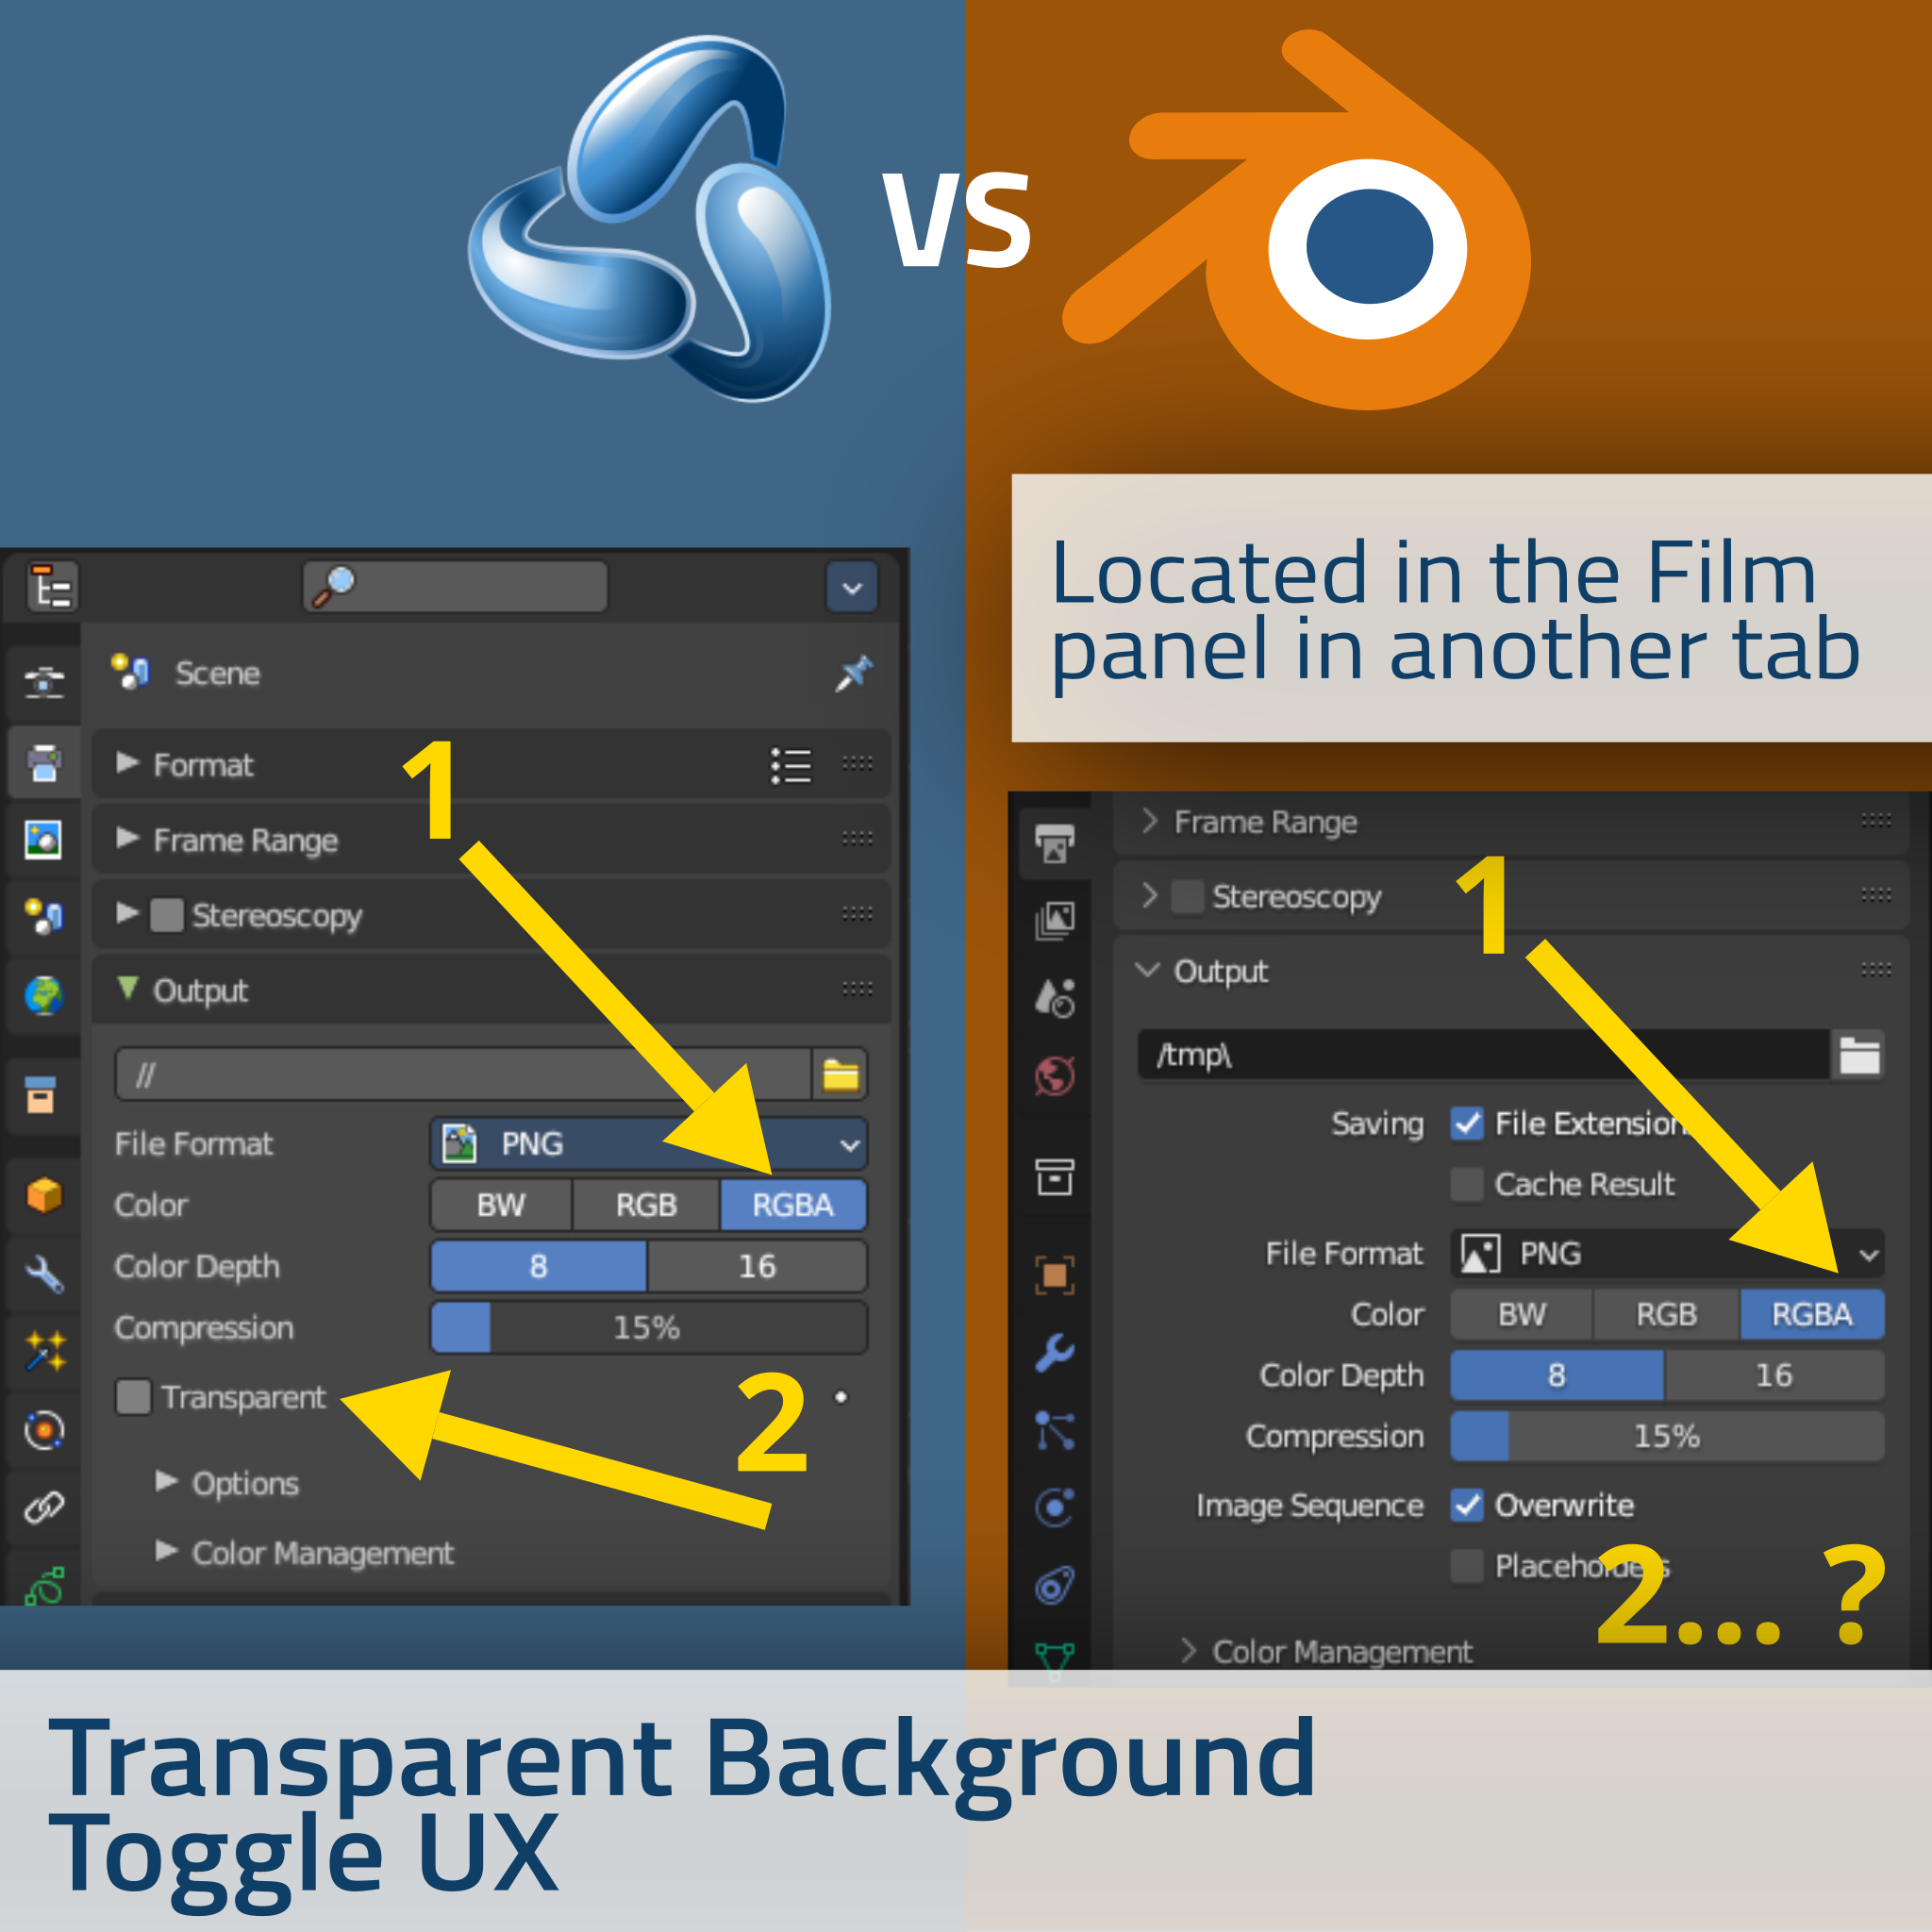 VS
Located in the Film
panel in another tab
Scene
Format
Frame Range
Stereoscopy
Output
//
File Format PNG
Color BW RGB RGBA
Color Depth 8 16
Compression 15%
Transparent
Options
Color Management
1
2
Frame Range
Stereoscopy
Output
/tmp\
Saving File Extension
Cache Result
File Format PNG
Color BW RGB RGBA
Color Depth 8 16
Compression 15%
Image Sequence Overwrite
Placeholders
Color Management
1
2... ?
Transparent Background
Toggle UX